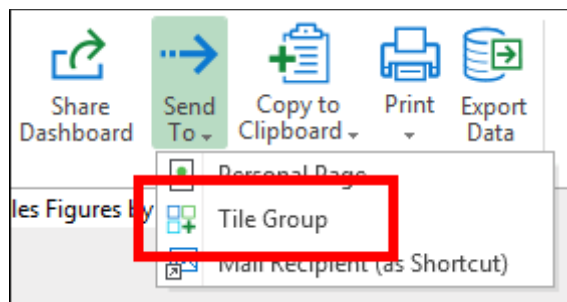 Share
Dashboard
Send
To
Copy to
Clipboard
Print
Export
Data
Personal Page
les Figures by
Tile Group
Mail Recipient (as Shortcut)